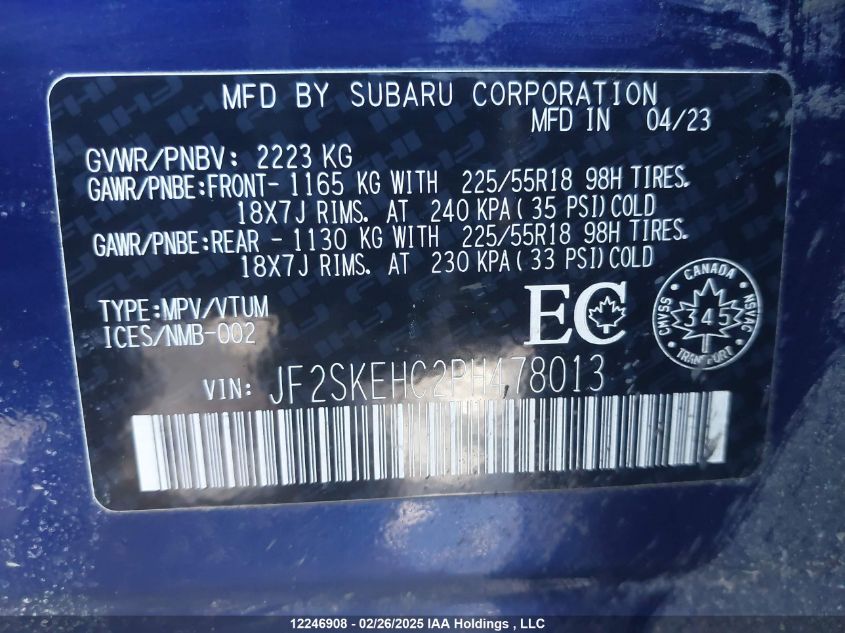 MFD BY SUBARU CORPORATION
MFD IN 04/23
GVWR/PNBV: 2223 KG
GAWR/PNBE:FRONT- 1165 KG WITH 225/55R18 98H TIRES.
18X7J RIMS. AT 240 KPA( 35 PSI)COLD
GAWR/PNBE:REAR - 1130 KG WITH 225/55R18 98H TIRES.
18X7J RIMS. AT 230 KPA( 33 PSI)COLD
TYPE:MPV/VTUM
ICES/NMB-002
EC
CANADA
CMVSS 345 NSVAC
TRANSPORT
VIN: JF2SKEHC2PH478013
12246908 - 02/26/2025 IAA Holdings , LLC